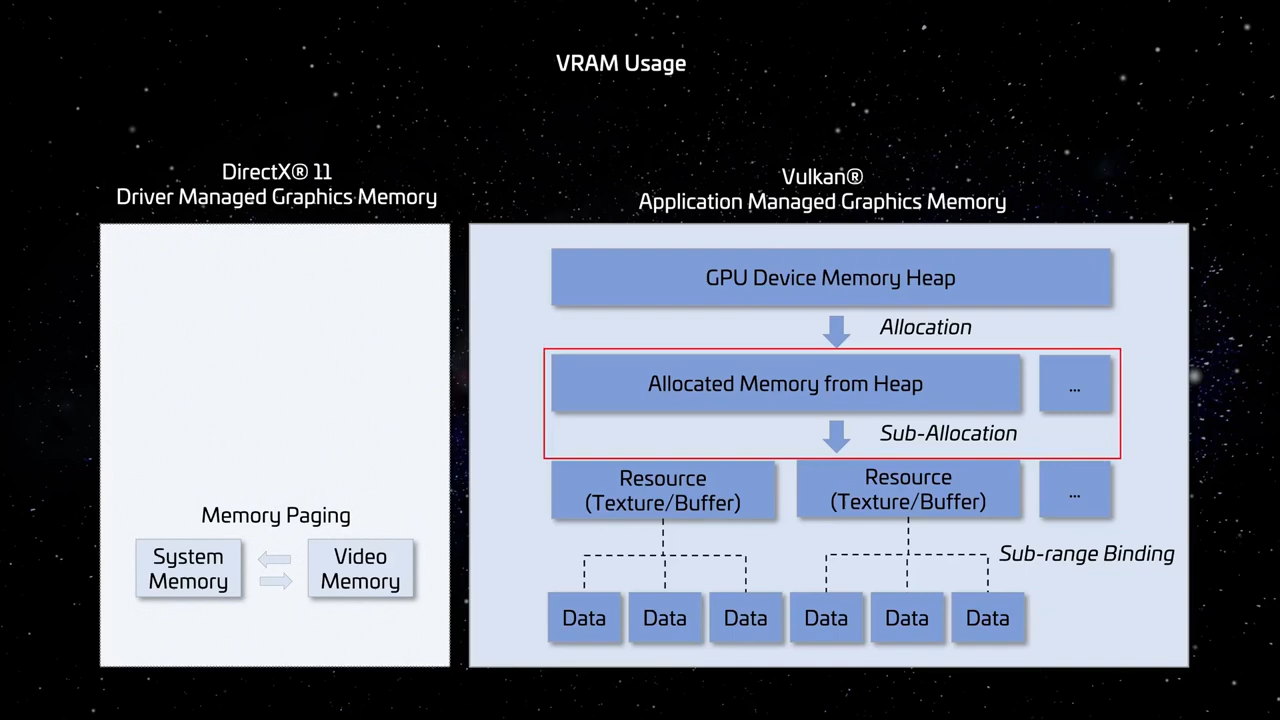 VRAM Usage
DirectX® 11
Driver Managed Graphics Memory
Memory Paging
System
Memory
Video
Memory
Vulkan®
Application Managed Graphics Memory
GPU Device Memory Heap
Allocation
Allocated Memory from Heap
...
Sub-Allocation
Resource
(Texture/Buffer)
Resource
(Texture/Buffer)
...
Sub-range Binding
Data
Data
Data
Data
Data
Data